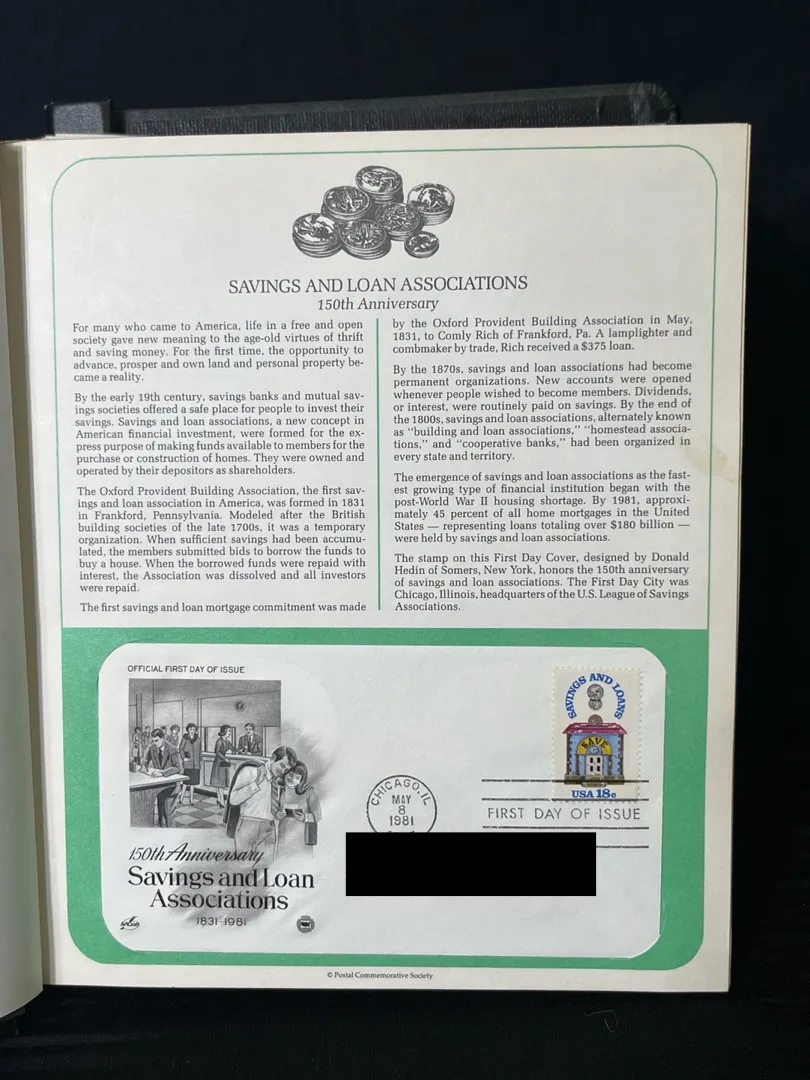 SAVINGS AND LOAN ASSOCIATIONS
150th Anniversary
For many who came to America, life in a free and open
society gave new meaning to the age-old virtues of thrift
and saving money. For the first time, the opportunity to
advance, prosper and own land and personal property be-
came a reality.
By the early 19th century, savings banks and mutual sav-
ings societies offered a safe place for people to invest their
savings. Savings and loan associations, a new concept in
American financial investment, were formed for the ex-
press purpose of making funds available to members for the
purchase or construction of homes. They were owned and
operated by their depositors as shareholders.
The Oxford Provident Building Association, the first sav-
ings and loan association in America, was formed in 1831
in Frankford, Pennsylvania. Modeled after the British
building societies of the late 1700s, it was a temporary
organization. When sufficient savings had been accumu-
lated, the members submitted bids to borrow the funds to
buy a house. When the borrowed funds were repaid with
interest, the Association was dissolved and all investors
were repaid.
The first savings and loan mortgage commitment was made
by the Oxford Provident Building Association in May,
1831, to Comly Rich of Frankford, Pa. A lamplighter and
combmaker by trade, Rich received a $375 loan.
By the 1870s, savings and loan associations had become
permanent organizations. New accounts were opened
whenever people wished to become members. Dividends,
or interest, were routinely paid on savings. By the end of
the 1800s, savings and loan associations, alternately known
as "building and loan associations," "homestead associa-
tions," and "cooperative banks," had been organized in
every state and territory.
The emergence of savings and loan associations as the fast-
est growing type of financial institution began with the
post-World War II housing shortage. By 1981, approxi-
mately 45 percent of all home mortgages in the United
States — representing loans totaling over $180 billion —
were held by savings and loan associations.
The stamp on this First Day Cover, designed by Donald
Hedin of Somers, New York, honors the 150th anniversary
of savings and loan associations. The First Day City was
Chicago, Illinois, headquarters of the U.S. League of Savings
Associations.
OFFICIAL FIRST DAY OF ISSUE
SAVINGS AND LOANS
SAVE
USA 18c
CHICAGO, IL
MAY
8
1981
FIRST DAY OF ISSUE
150th Anniversary
Savings and Loan
Associations
1831-1981
© Postal Commemorative Society